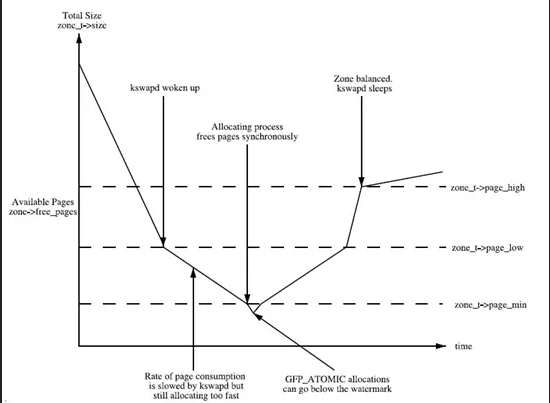 Total Size
zone_t->size
kswapd woken up
Zone balanced.
kswapd sleeps
Allocating process
frees pages synchronously
Available Pages
zone->free_pages
zone_t->page_high
zone_t->page_low
zone_t->page_min
time
Rate of page consumption
is slowed by kswapd but
still allocating too fast
GFP_ATOMIC allocations
can go below the watermark